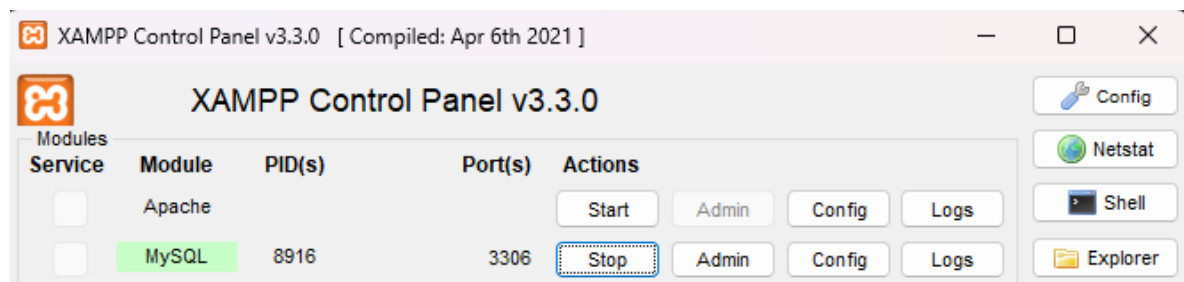 XAMPP Control Panel v3.3.0 [ Compiled: Apr 6th 2021 ]
XAMPP Control Panel v3.3.0
Config
Modules
Netstat
Service Module PID(s) Port(s) Actions
Apache Start Admin Config Logs
Shell
MySQL 8916 3306 Stop Admin Config Logs
Explorer